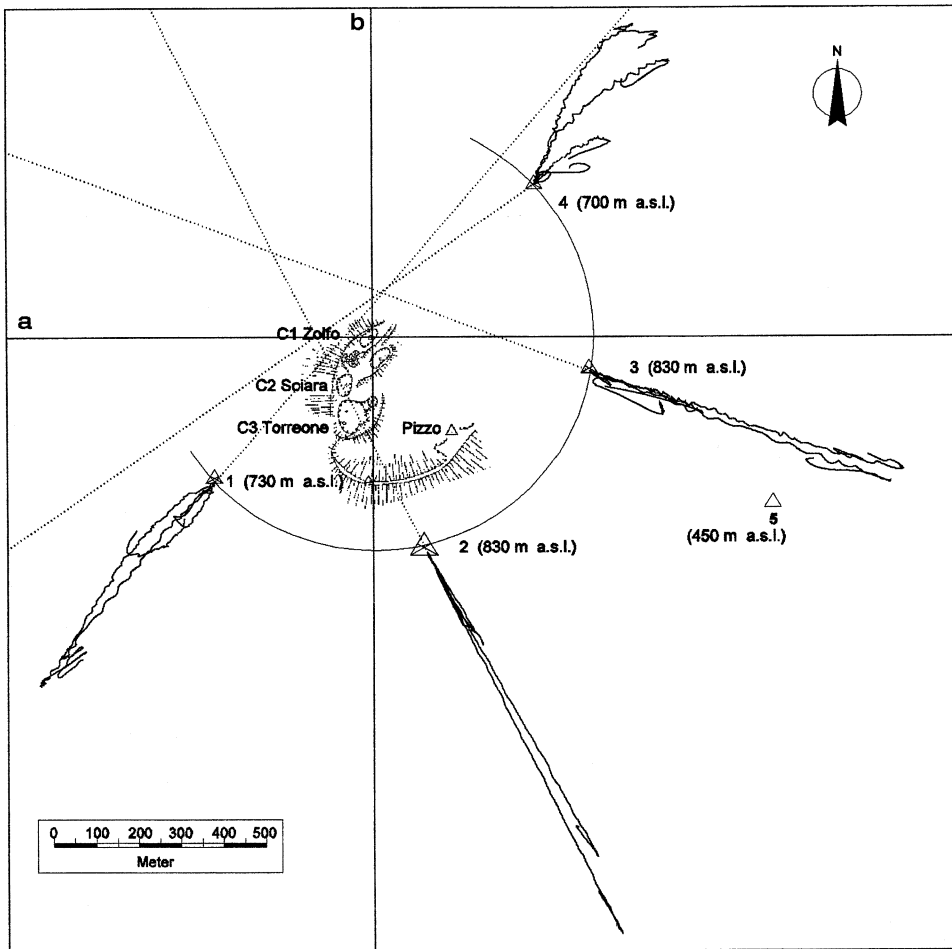 b
N
4 (700 m a.s.l.)
a
C1 Zolfo
3 (830 m a.s.l.)
C2 Spiara
C3 Torreone
Pizzo
1 (730 m a.s.l.)
5
(450 m a.s.l.)
2 (830 m a.s.l.)
0 100 200 300 400 500
Meter